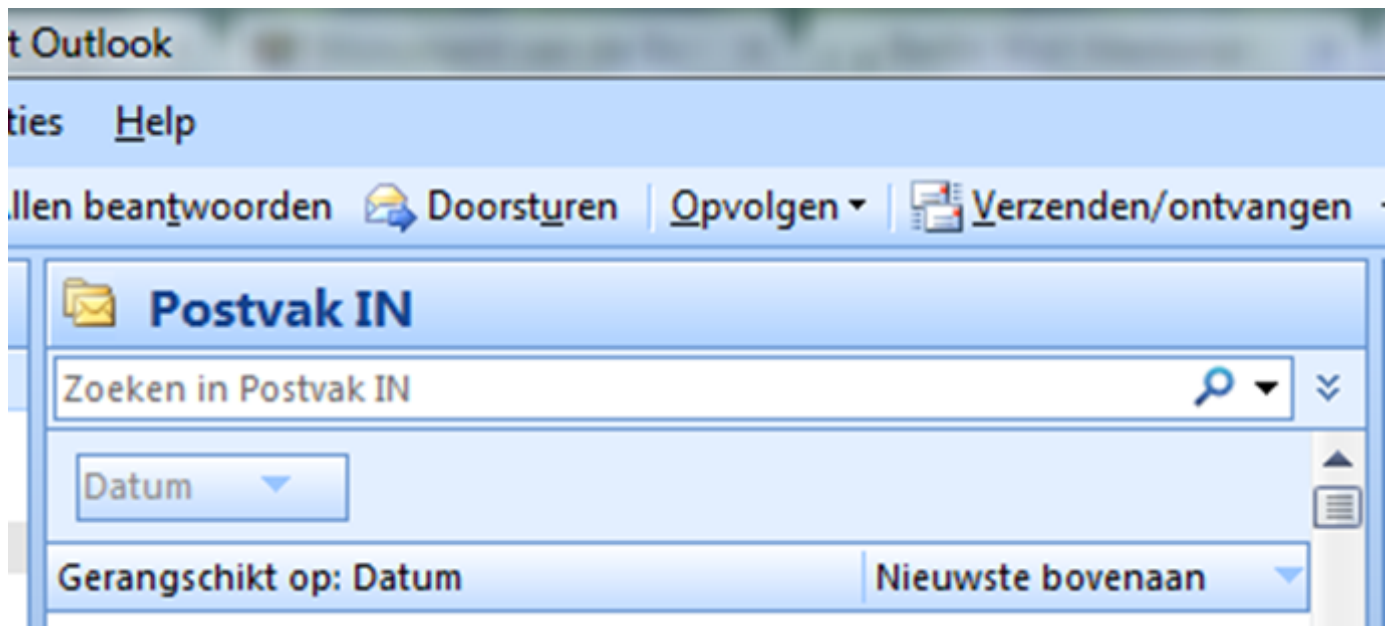 t Outlook
ties Help
llen beantwoorden Doorsturen Opvolgen Verzenden/ontvangen
Postvak IN
Zoeken in Postvak IN
Datum
Gerangschikt op: Datum Nieuwste bovenaan